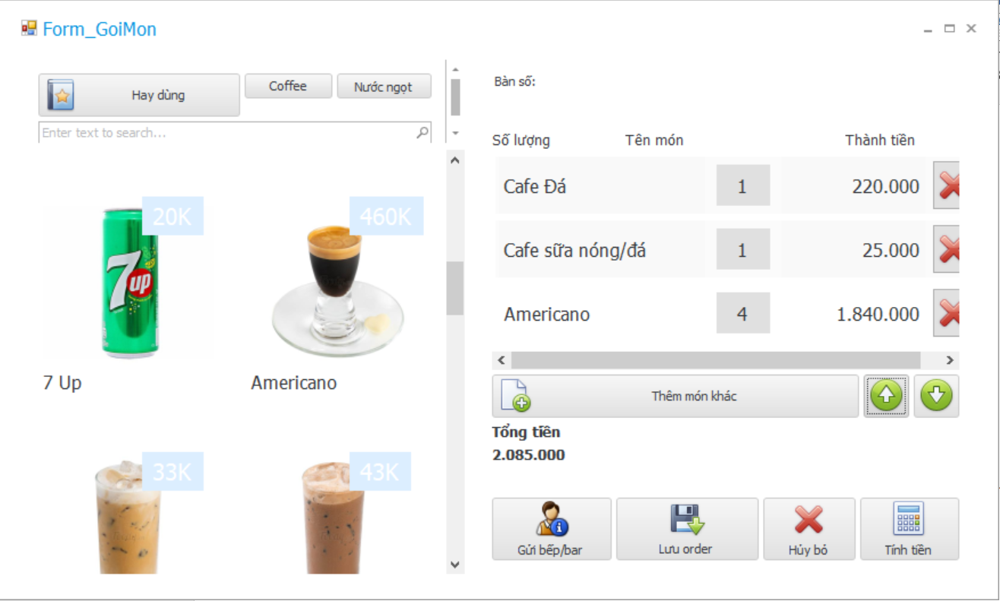 Form_GoiMon
Hay dùng
Coffee
Nước ngọt
Enter text to search...
20K
460K
7up
7 Up
Americano
33K
43K
Bàn số:
Số lượng Tên món Thành tiền
Cafe Đá 1 220.000
Cafe sữa nóng/đá 1 25.000
Americano 4 1.840.000
Thêm món khác
Tổng tiền
2.085.000
Gửi bếp/bar
Lưu order
Hủy bỏ
Tính tiền